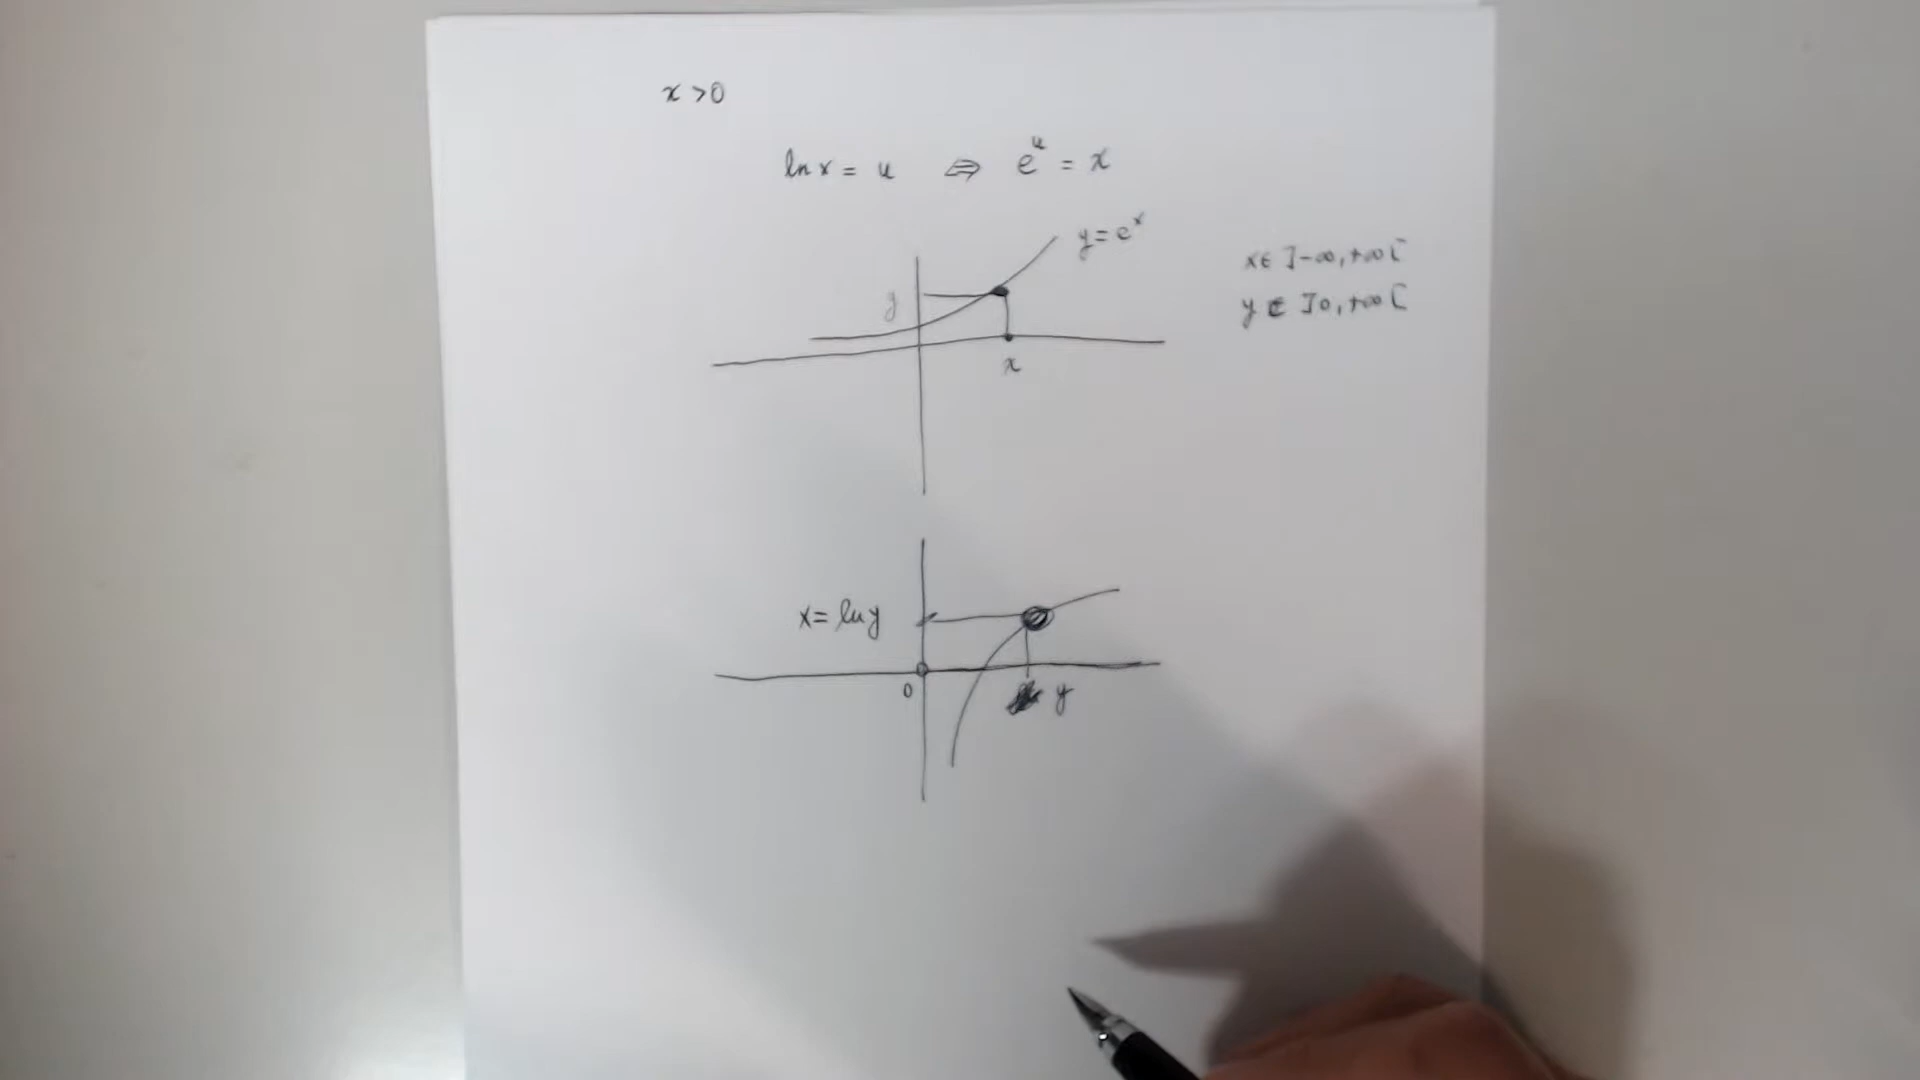 x > 0
ln x = u ⇔ e^u = x
y = e^x
x ∈ ]-∞, +∞[
y
y ∈ ]0, +∞[
x
x = ln y
0
y